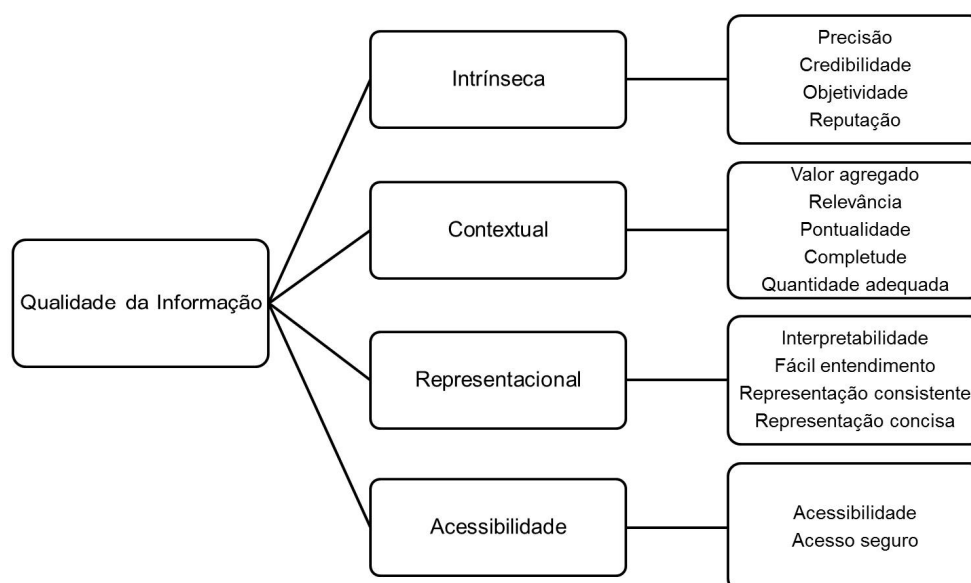 Qualidade da Informação
Intrínseca
Precisão
Credibilidade
Objetividade
Reputação
Contextual
Valor agregado
Relevância
Pontualidade
Completude
Quantidade adequada
Representacional
Interpretabilidade
Fácil entendimento
Representação consistente
Representação concisa
Acessibilidade
Acessibilidade
Acesso seguro